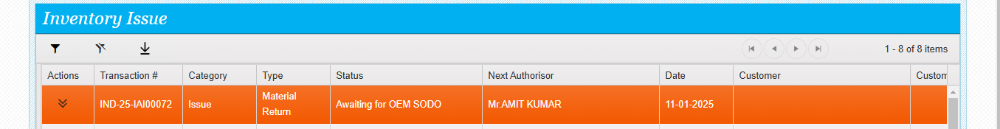 Inventory Issue
1 - 8 of 8 items
Actions Transaction # Category Type Status Next Authorisor Date Customer Custom
IND-25-IAI00072 Issue Material Return Awaiting for OEM SODO Mr.AMIT KUMAR 11-01-2025